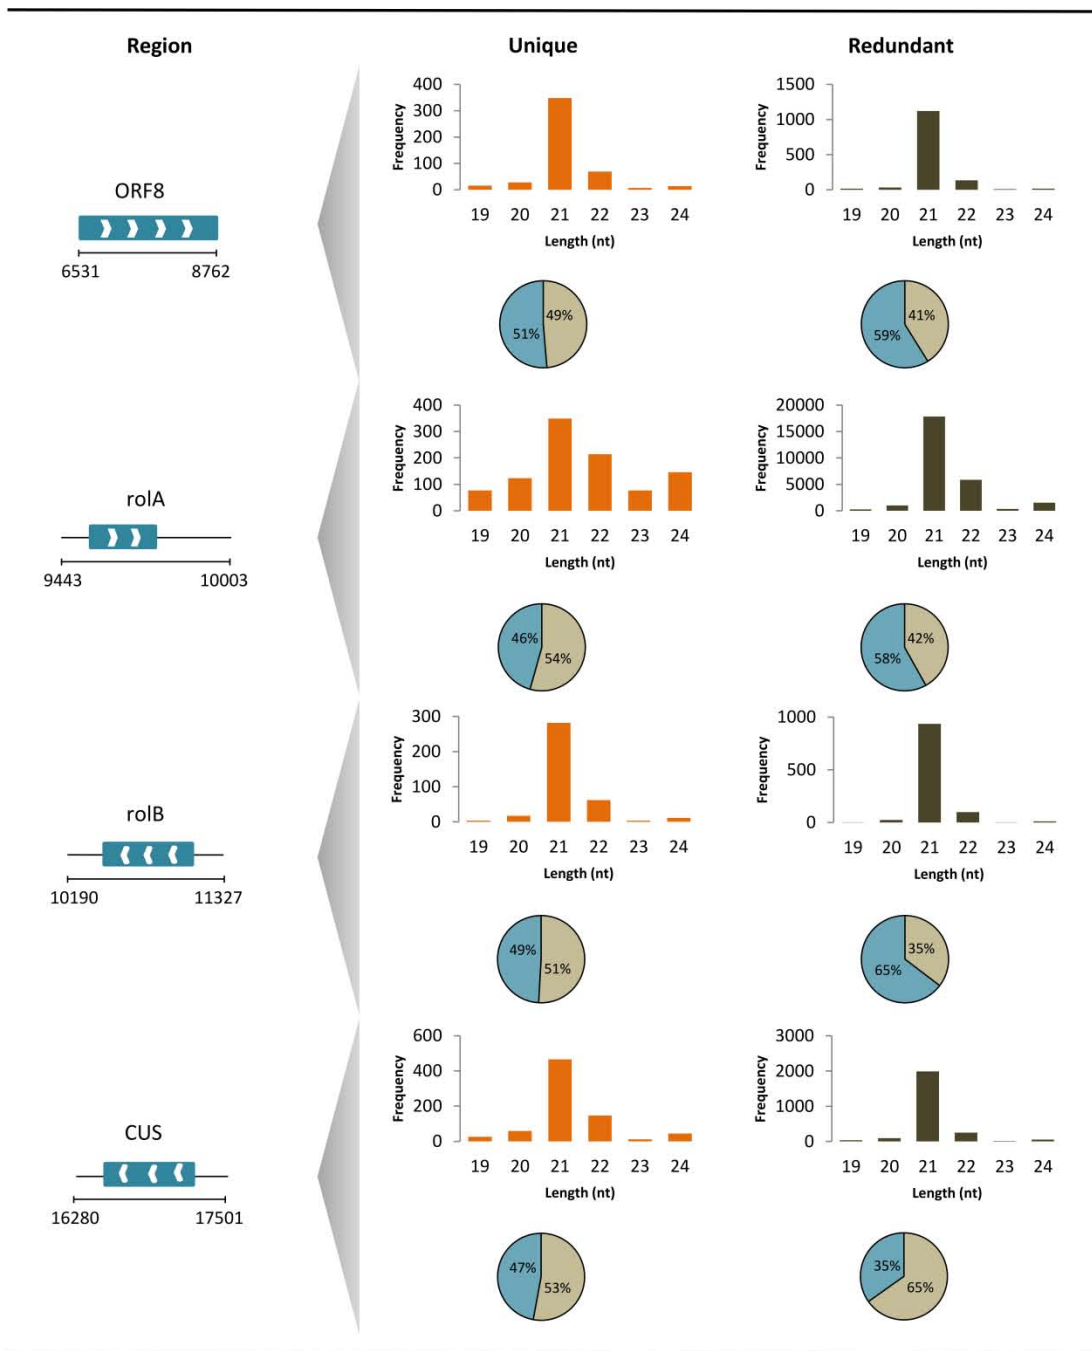 Region Unique Redundant
ORF8
6531 8762
Frequency
400
300
200
100
0
19 20 21 22 23 24
Length (nt)
49%
51%
Frequency
1500
1000
500
0
19 20 21 22 23 24
Length (nt)
41%
59%
rolA
9443 10003
Frequency
400
300
200
100
0
19 20 21 22 23 24
Length (nt)
46%
54%
Frequency
20000
15000
10000
5000
0
19 20 21 22 23 24
Length (nt)
42%
58%
rolB
10190 11327
Frequency
300
200
100
0
19 20 21 22 23 24
Length (nt)
49%
51%
Frequency
1000
500
0
19 20 21 22 23 24
Length (nt)
35%
65%
CUS
16280 17501
Frequency
600
400
200
0
19 20 21 22 23 24
Length (nt)
47%
53%
Frequency
3000
2000
1000
0
19 20 21 22 23 24
Length (nt)
35%
65%